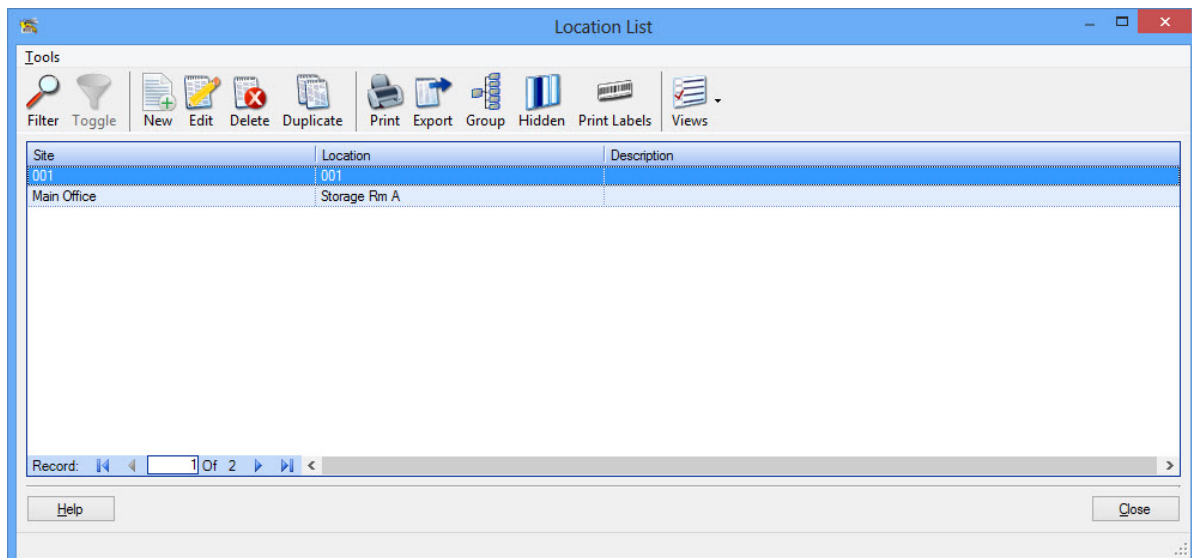 Location List
Tools
Filter Toggle New Edit Delete Duplicate Print Export Group Hidden Print Labels Views
Site Location Description
001 001
Main Office Storage Rm A
Record: 1 Of 2
Help Close